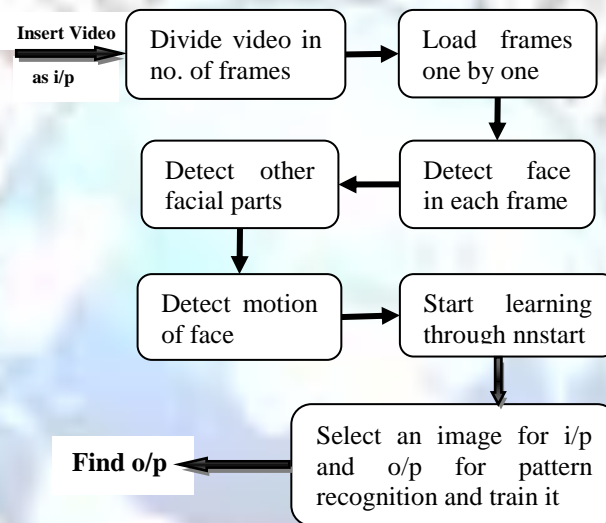 Insert Video
as i/p
Divide video in
no. of frames
Load frames
one by one
Detect face
in each frame
Detect other
facial parts
Detect motion
of face
Start learning
through nnstart
Select an image for i/p
and o/p for pattern
recognition and train it
Find o/p